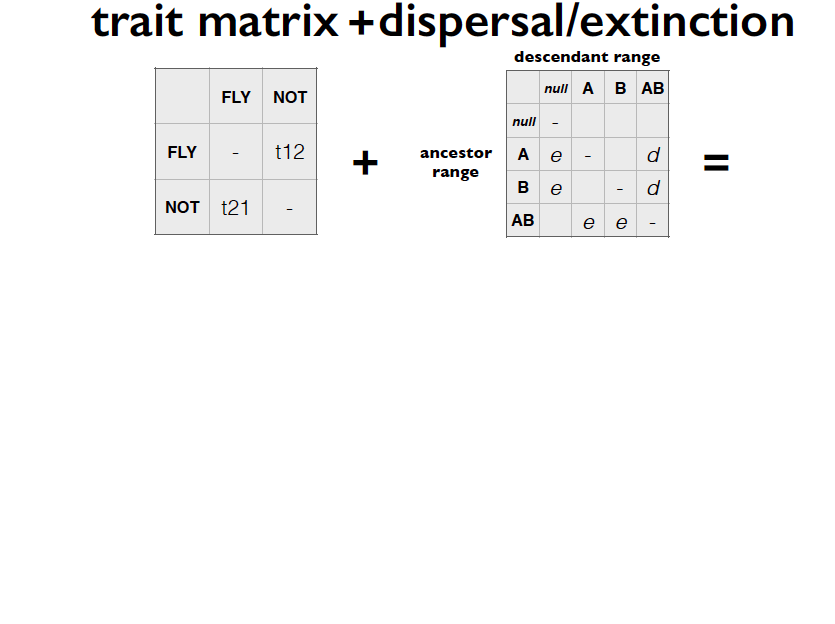 trait matrix + dispersal/extinction
descendant range
FLY NOT
FLY - t12
NOT t21 -
+
ancestor
range
null A B AB
null -
A e - d
B e - d
AB e e -
=